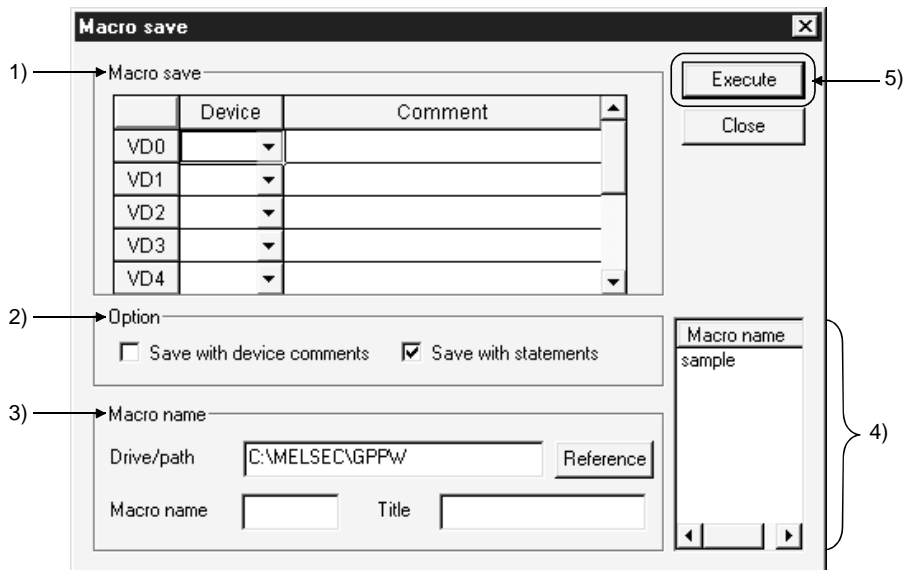 Macro save
1)
Macro save
Device Comment
VD0
VD1
VD2
VD3
VD4
Execute
5)
Close
2)
Option
Save with device comments Save with statements
3)
Macro name
Drive/path C:\MELSEC\GPPW Reference
Macro name Title
Macro name
sample
4)